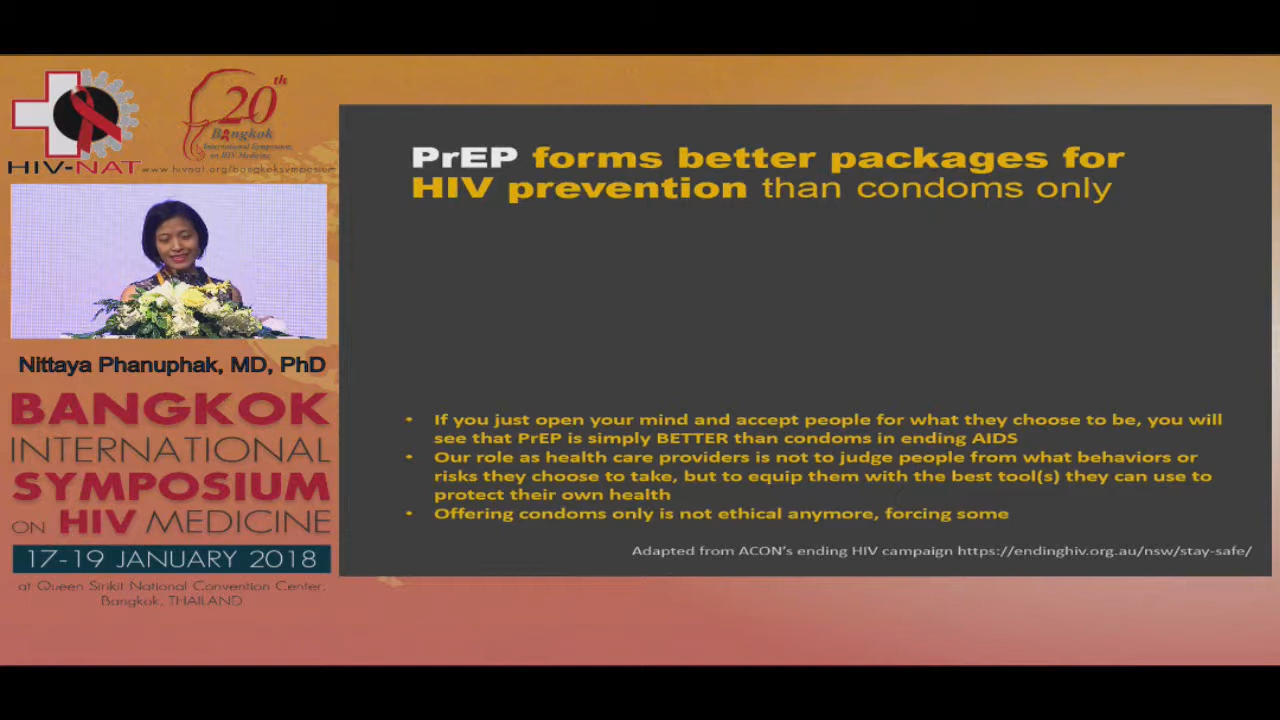 HIV-NAT
20th
Bangkok
International Symposium
on HIV Medicine
www.hivnat.org/bangkoksymposium
Nittaya Phanuphak, MD, PhD
BANGKOK
INTERNATIONAL
SYMPOSIUM
ON HIV MEDICINE
17-19 JANUARY 2018
at Queen Sirikit National Convention Center,
Bangkok, THAILAND
PrEP forms better packages for
HIV prevention than condoms only
• If you just open your mind and accept people for what they choose to be, you will
see that PrEP is simply BETTER than condoms in ending AIDS
• Our role as health care providers is not to judge people from what behaviors or
risks they choose to take, but to equip them with the best tool(s) they can use to
protect their own health
• Offering condoms only is not ethical anymore, forcing some
Adapted from ACON's ending HIV campaign https://endinghiv.org.au/nsw/stay-safe/